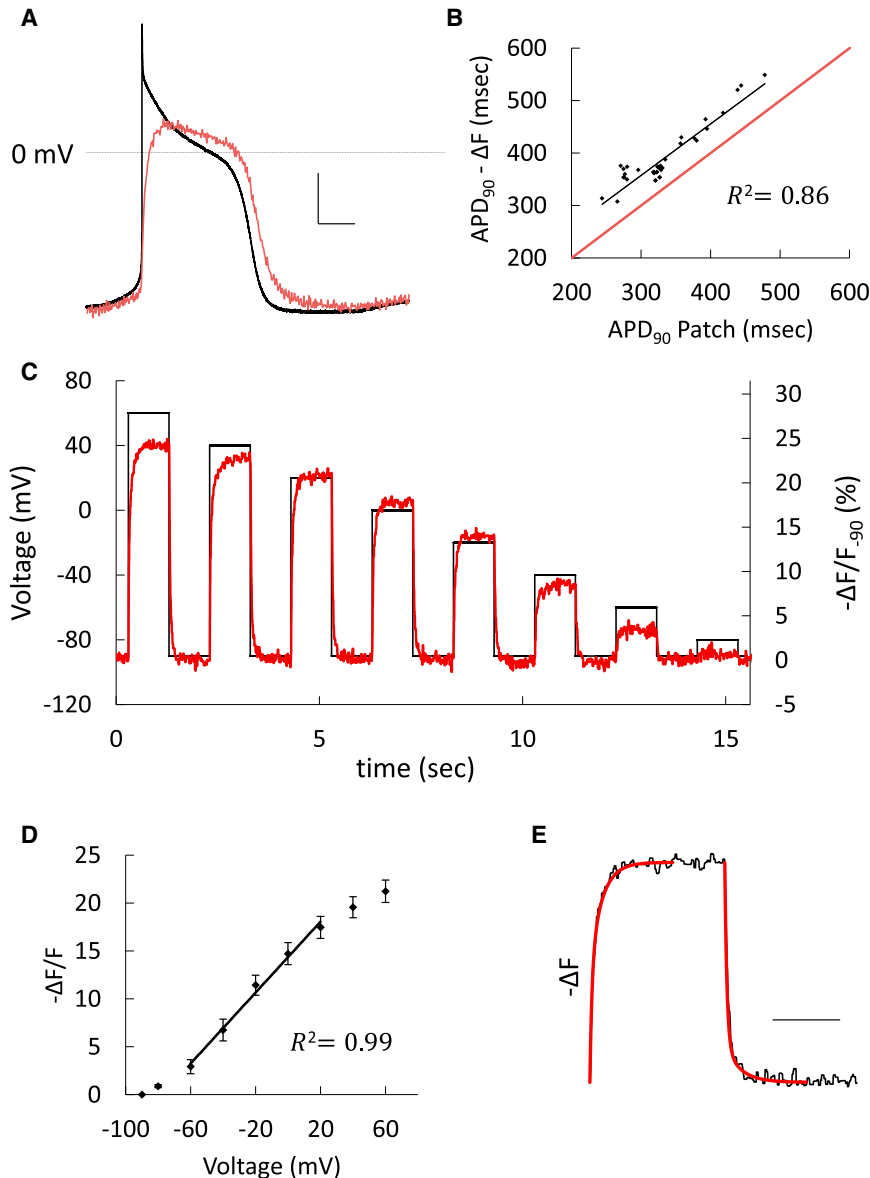 A
0 mV
B
APD90 - ΔF (msec)
600
500
400
300
200
R² = 0.86
200 300 400 500 600
APD90 Patch (msec)
C
Voltage (mV)
80
40
0
-40
-80
-120
-ΔF/F-90 (%)
30
25
20
15
10
5
0
-5
0 5 10 15
time (sec)
D
-ΔF/F
25
20
15
10
5
0
R² = 0.99
-100 -60 -20 20 60
Voltage (mV)
E
-ΔF